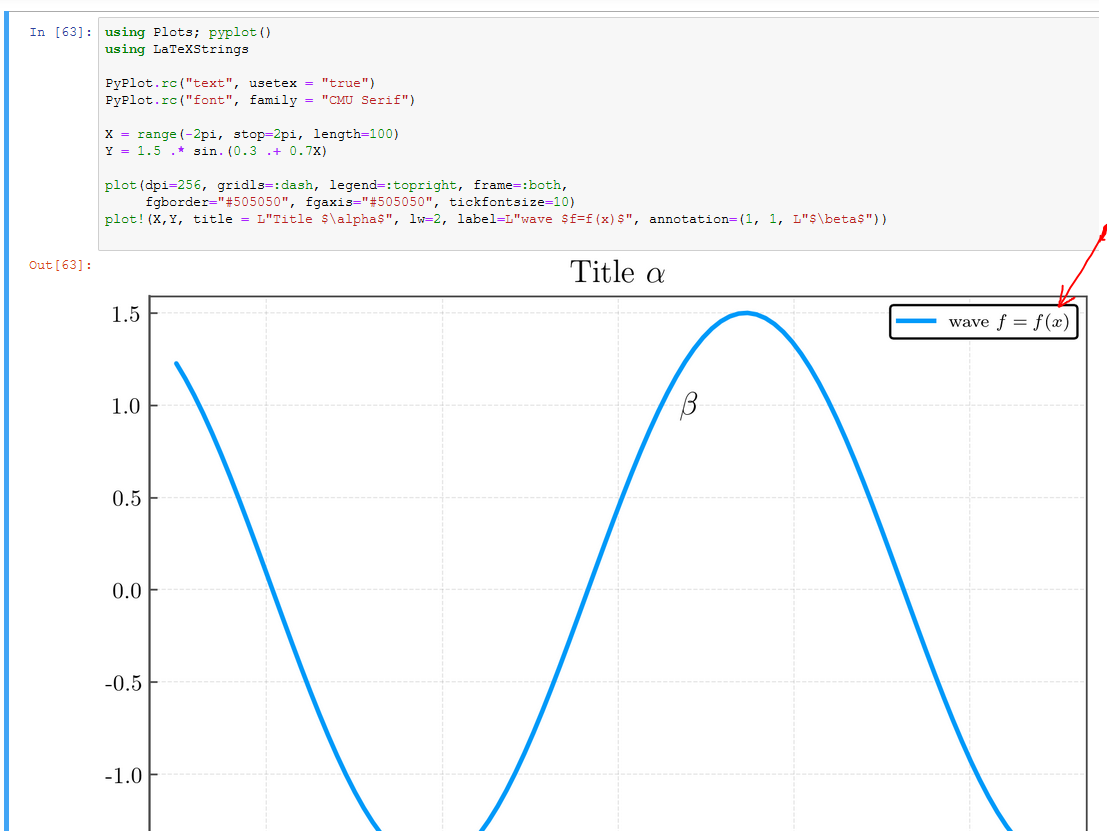 In [63]: using Plots; pyplot()
using LaTeXStrings
PyPlot.rc("text", usetex = "true")
PyPlot.rc("font", family = "CMU Serif")
X = range(-2pi, stop=2pi, length=100)
Y = 1.5 .* sin.(0.3 .+ 0.7X)
plot(dpi=256, gridls=:dash, legend=:topright, frame=:both,
fgborder="#505050", fgaxis="#505050", tickfontsize=10)
plot!(X,Y, title = L"Title $\alpha$", lw=2, label=L"wave $f=f(x)$", annotation=(1, 1, L"$\beta$"))
Out[63]:
Title α
1.5
wave f = f(x)
1.0
β
0.5
0.0
-0.5
-1.0